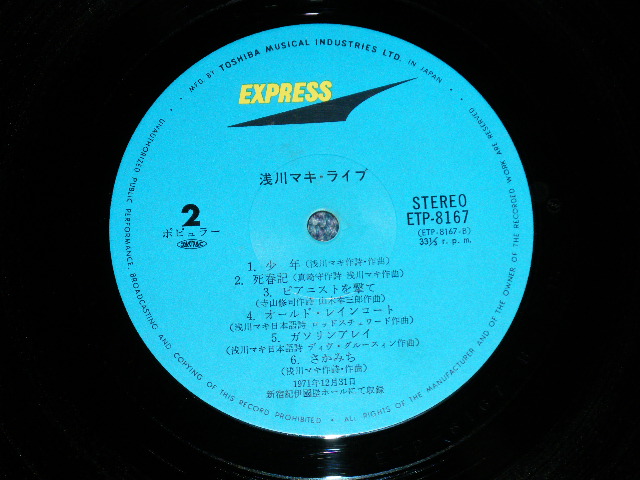 MFG. BY TOSHIBA MUSICAL INDUSTRIES LTD. IN JAPAN
EXPRESS
浅川マキ・ライブ
2
ポピュラー
STEREO
ETP-8167
(ETP-8167-B)
33⅓ r.p.m.
1. 少年 (浅川マキ作詩・作曲)
2. 死春記 (真崎守作詩 浅川マキ作曲)
3. ピアニストを撃て
(寺山修司作詩 山木幸三郎作曲)
4. オールド・レインコート
(浅川マキ日本語詩 ロッドスチュワード作曲)
5. ガソリンアレイ
(浅川マキ日本語詩 ディヴ・グルースィン作曲)
6. さかみち
(浅川マキ作詩・作曲)
1971年12月31日
新宿紀伊國屋ホールにて収録
ALL RIGHTS OF THE MANUFACTURER AND OF THE OWNER OF THE RECORDED WORK ARE RESERVED
UNAUTHORIZED PUBLIC PERFORMANCE, BROADCASTING AND COPYING OF THIS RECORD PROHIBITED